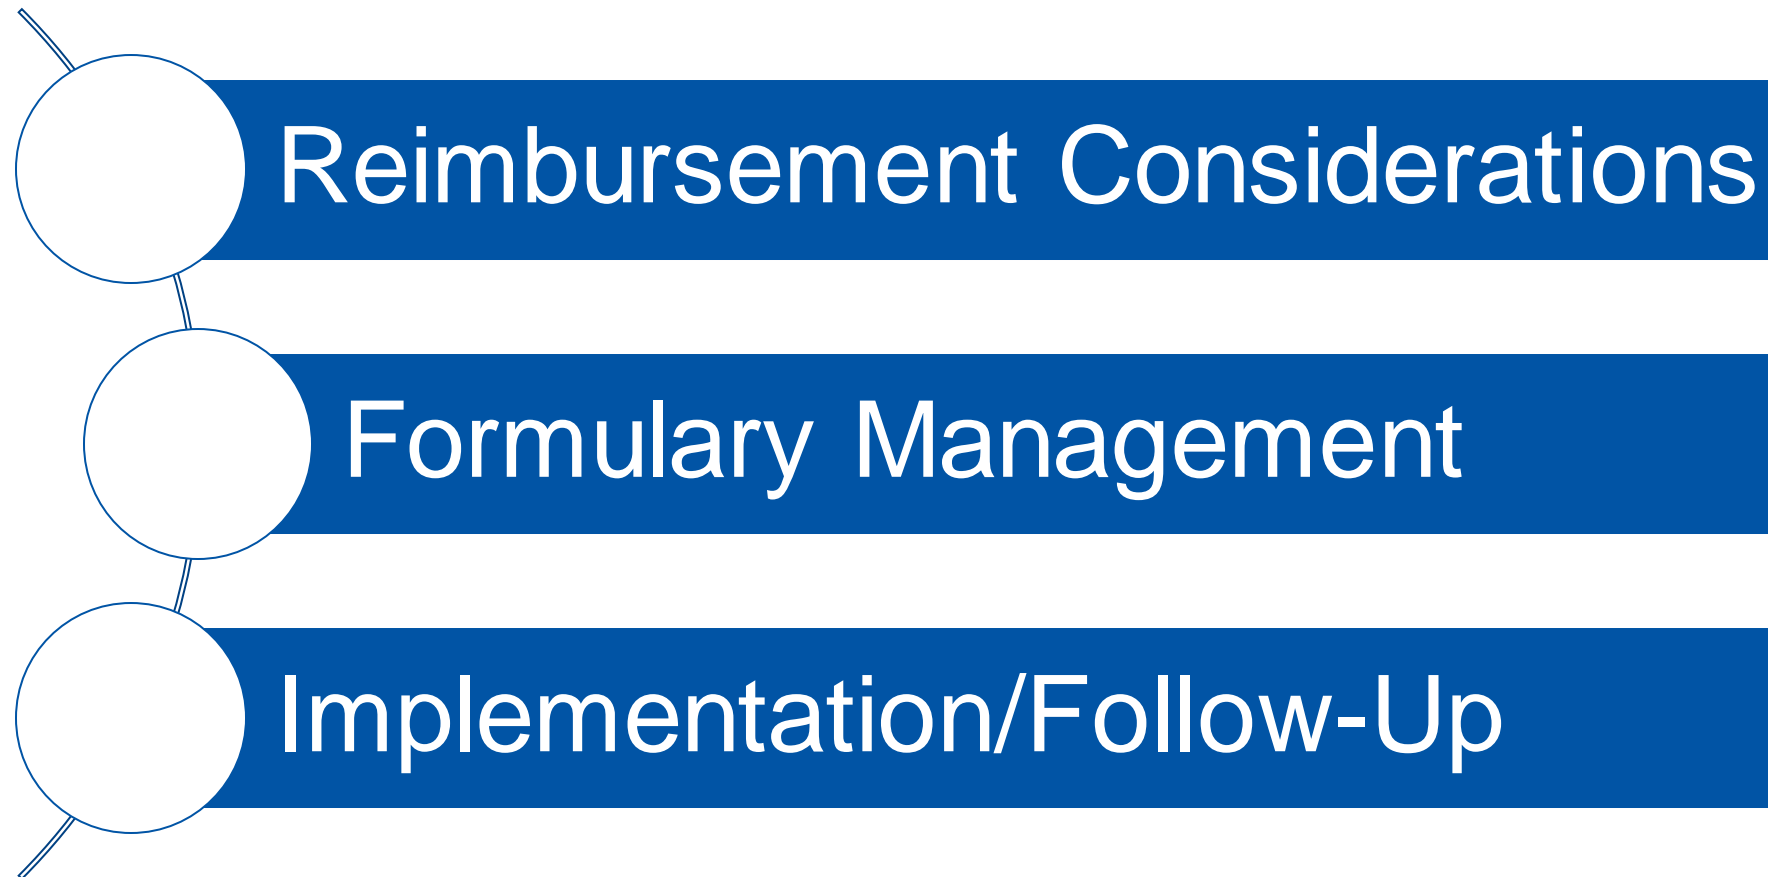 Reimbursement Considerations
Formulary Management
Implementation/Follow-Up